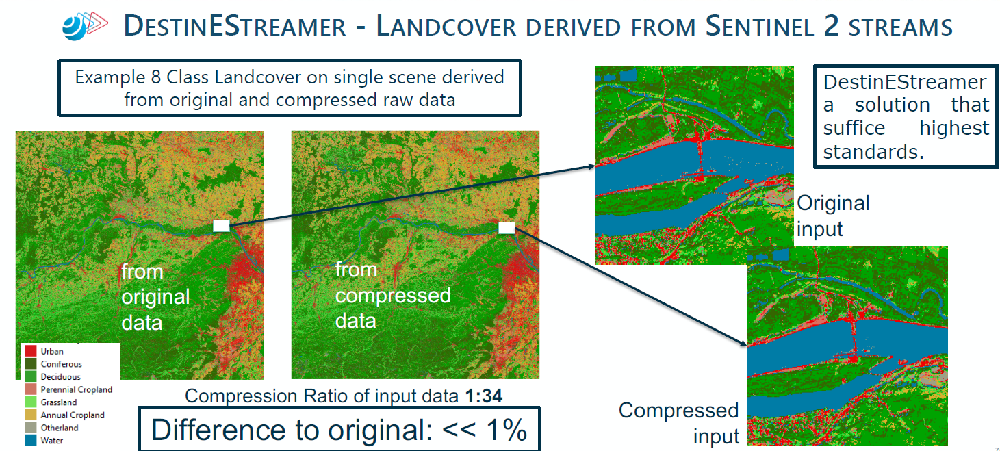 DESTINESTREAMER - LANDCOVER DERIVED FROM SENTINEL 2 STREAMS
Example 8 Class Landcover on single scene derived
from original and compressed raw data
DestinEStreamer
a solution that
suffice highest
standards.
from
original
data
from
compressed
data
Original
input
Urban
Coniferous
Deciduous
Perennial Cropland
Grassland
Annual Cropland
Otherland
Water
Compression Ratio of input data 1:34
Difference to original: << 1%
Compressed
input
7